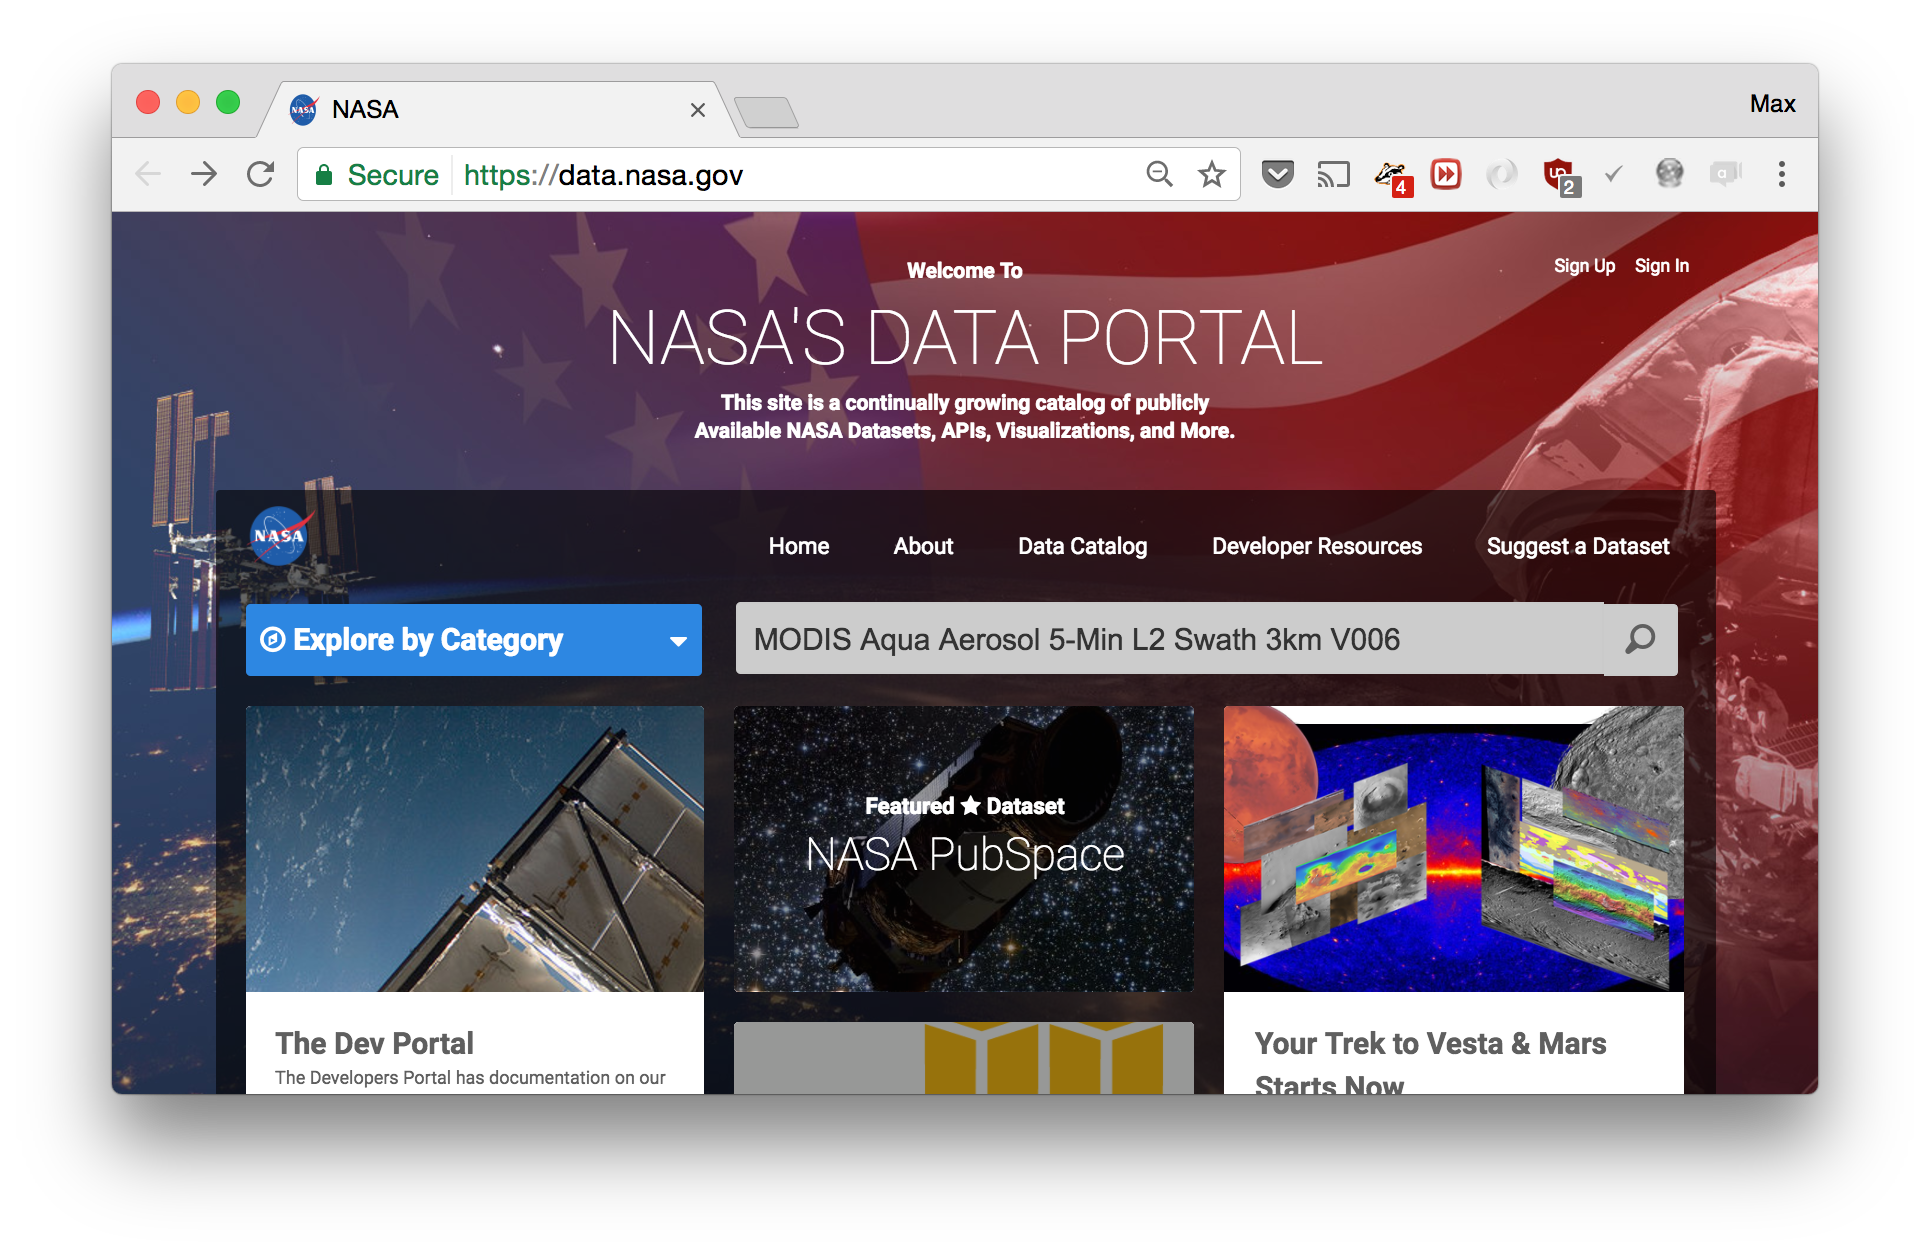 NASA
NASA
Max
Secure
https://data.nasa.gov
4
2
a
Welcome To
Sign Up
Sign In
NASA'S DATA PORTAL
This site is a continually growing catalog of publicly
Available NASA Datasets, APIs, Visualizations, and More.
NASA
Home
About
Data Catalog
Developer Resources
Suggest a Dataset
Explore by Category
MODIS Aqua Aerosol 5-Min L2 Swath 3km V006
Featured ★ Dataset
NASA PubSpace
The Dev Portal
The Developers Portal has documentation on our
Your Trek to Vesta & Mars
Starts Now